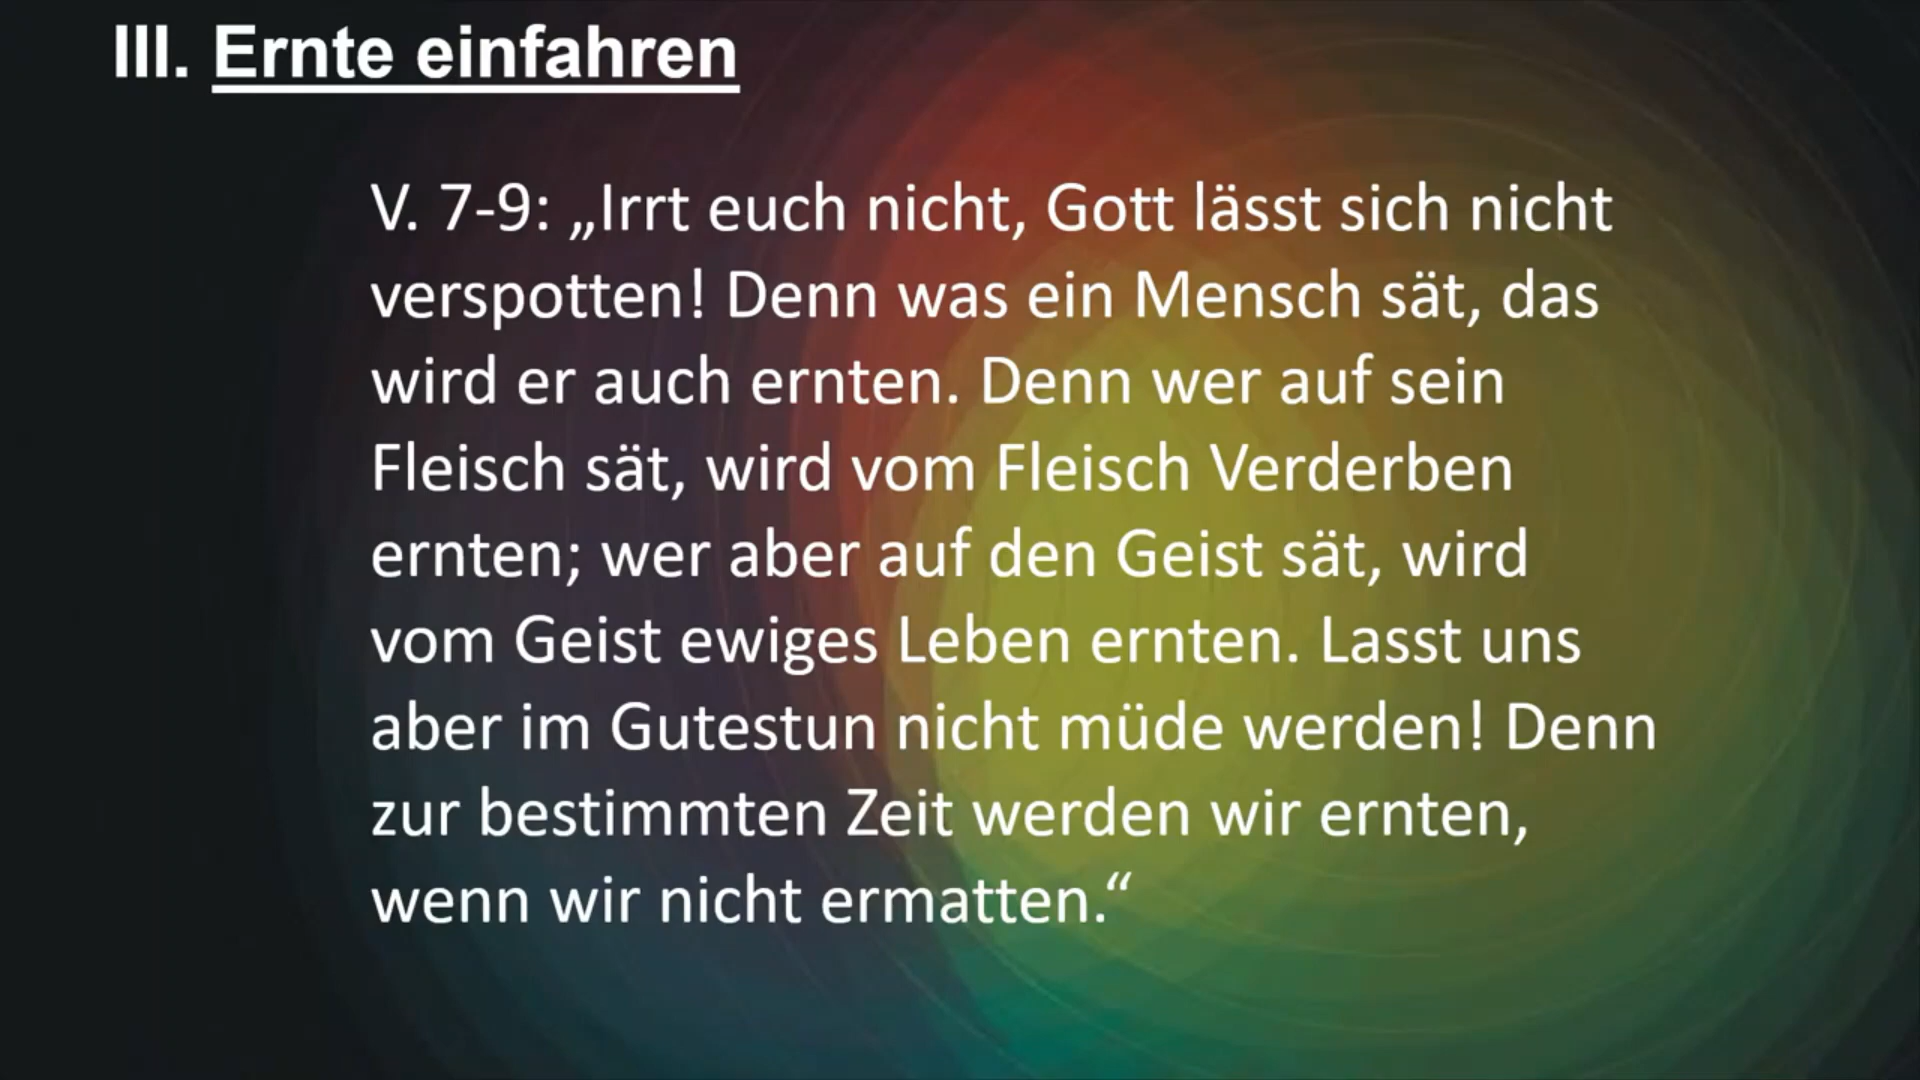 III. Ernte einfahren
V. 7-9: „Irrt euch nicht, Gott lässt sich nicht
verspotten! Denn was ein Mensch sät, das
wird er auch ernten. Denn wer auf sein
Fleisch sät, wird vom Fleisch Verderben
ernten; wer aber auf den Geist sät, wird
vom Geist ewiges Leben ernten. Lasst uns
aber im Gutestun nicht müde werden! Denn
zur bestimmten Zeit werden wir ernten,
wenn wir nicht ermatten.“